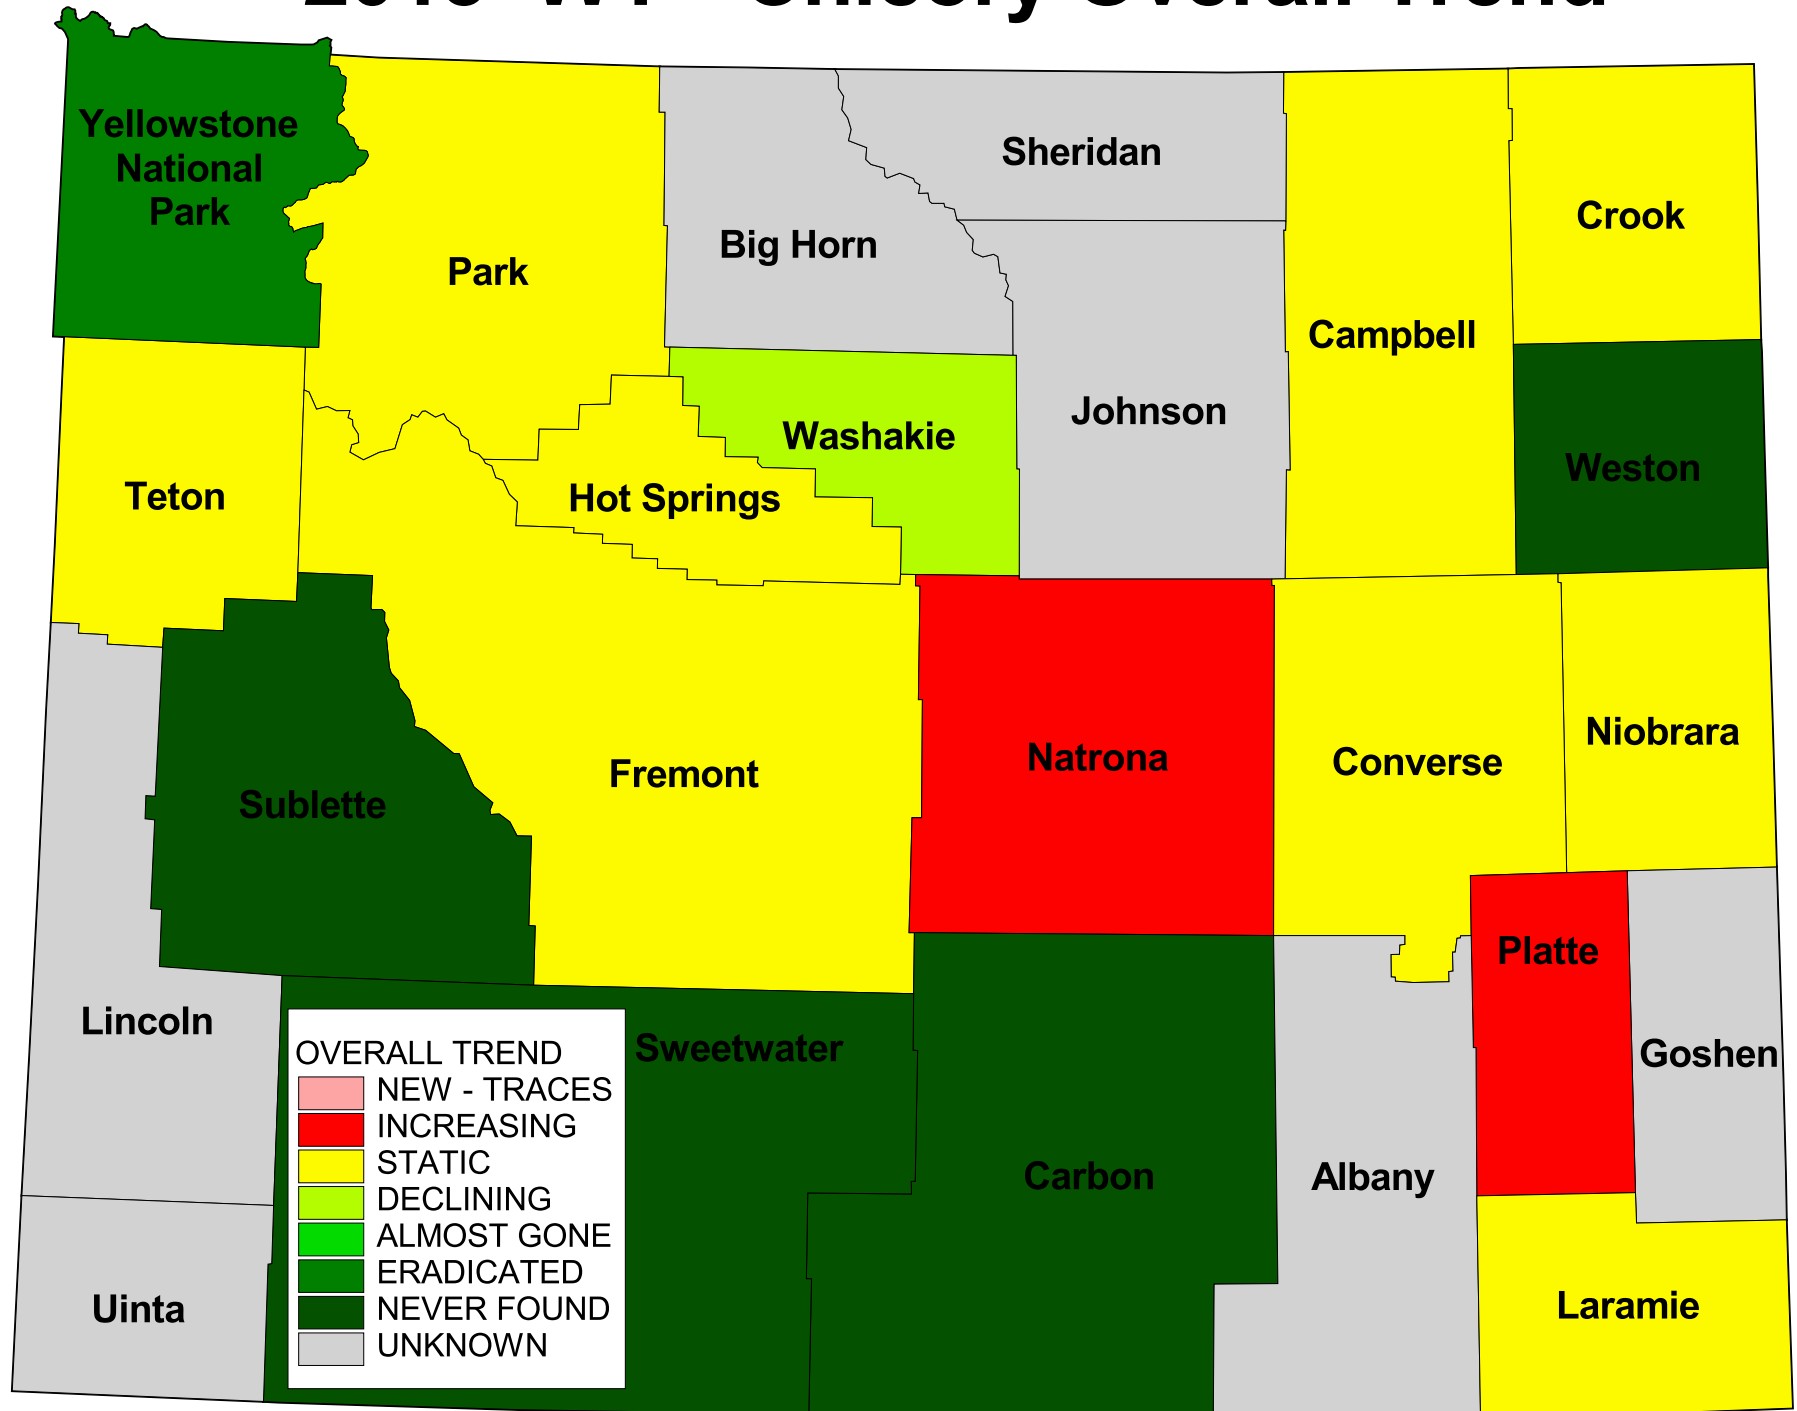 Yellowstone
National
Park
Park
Big Horn
Sheridan
Johnson
Campbell
Crook
Weston
Teton
Hot Springs
Washakie
Sublette
Fremont
Natrona
Converse
Niobrara
Lincoln
Uinta
Sweetwater
Carbon
Albany
Platte
Goshen
Laramie
OVERALL TREND
NEW - TRACES
INCREASING
STATIC
DECLINING
ALMOST GONE
ERADICATED
NEVER FOUND
UNKNOWN